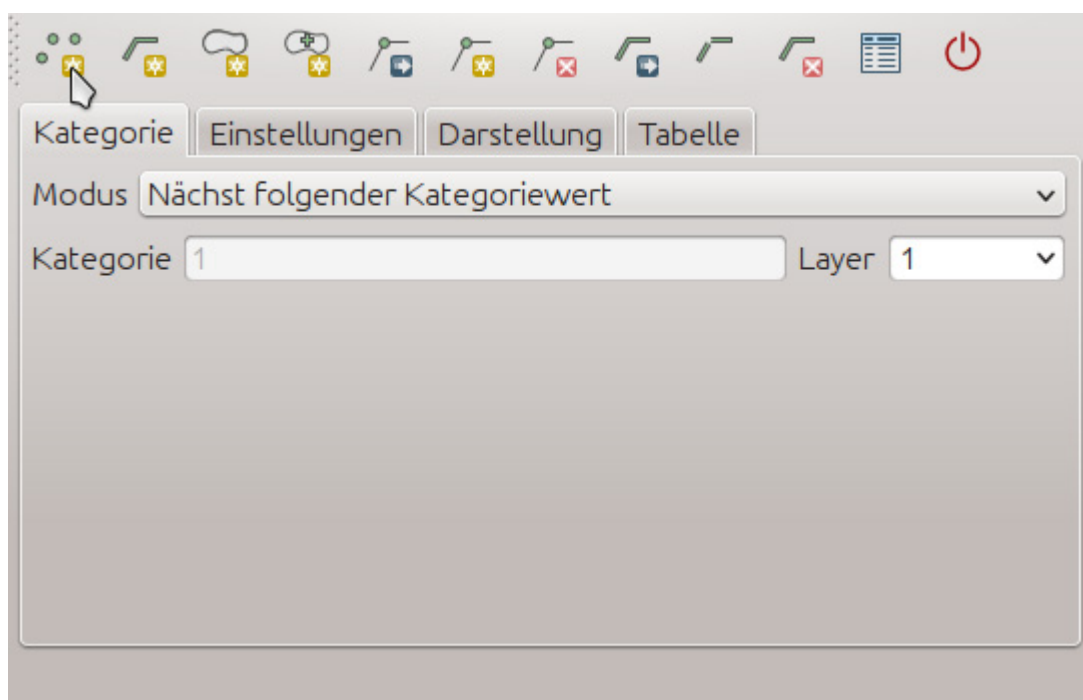 Kategorie Einstellungen Darstellung Tabelle
Modus Nächst folgender Kategoriewert
Kategorie 1 Layer 1